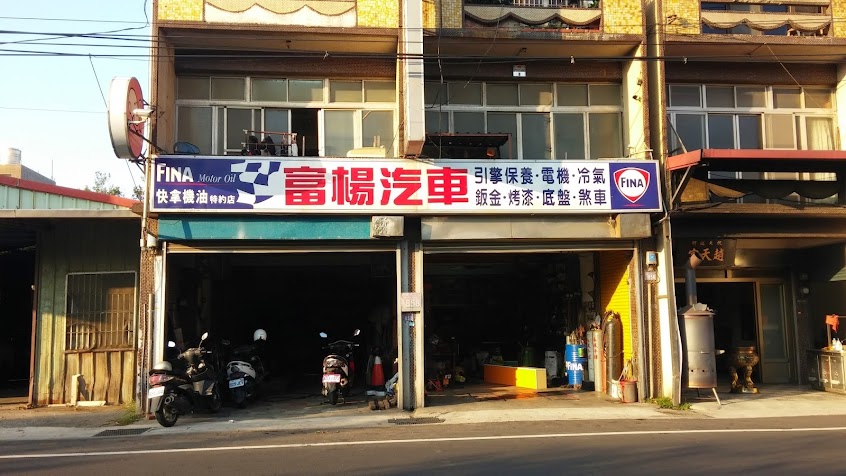 FINA Motor Oil
快拿機油特約店
富楊汽車
引擎保養·電機·冷氣
鈑金·烤漆·底盤·煞車
FINA
FINA